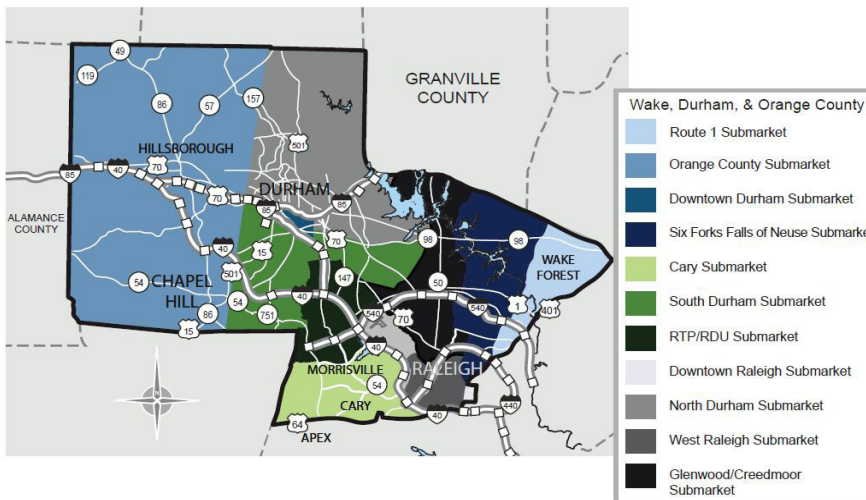 GRANVILLE
COUNTY
49
119
86
57
157
501
HILLSBOROUGH
70
85
40
70
DURHAM
85
85
ALAMANCE
COUNTY
40
15
70
98
98
WAKE
FOREST
54
CHAPEL
HILL
501
54
751
86
15
40
147
50
540
540
1
401
70
40
MORRISVILLE
RALEIGH
54
CARY
40
440
64
APEX
N
Wake, Durham, & Orange County
Route 1 Submarket
Orange County Submarket
Downtown Durham Submarket
Six Forks Falls of Neuse Submarke
Cary Submarket
South Durham Submarket
RTP/RDU Submarket
Downtown Raleigh Submarket
North Durham Submarket
West Raleigh Submarket
Glenwood/Creedmoor
Submarket